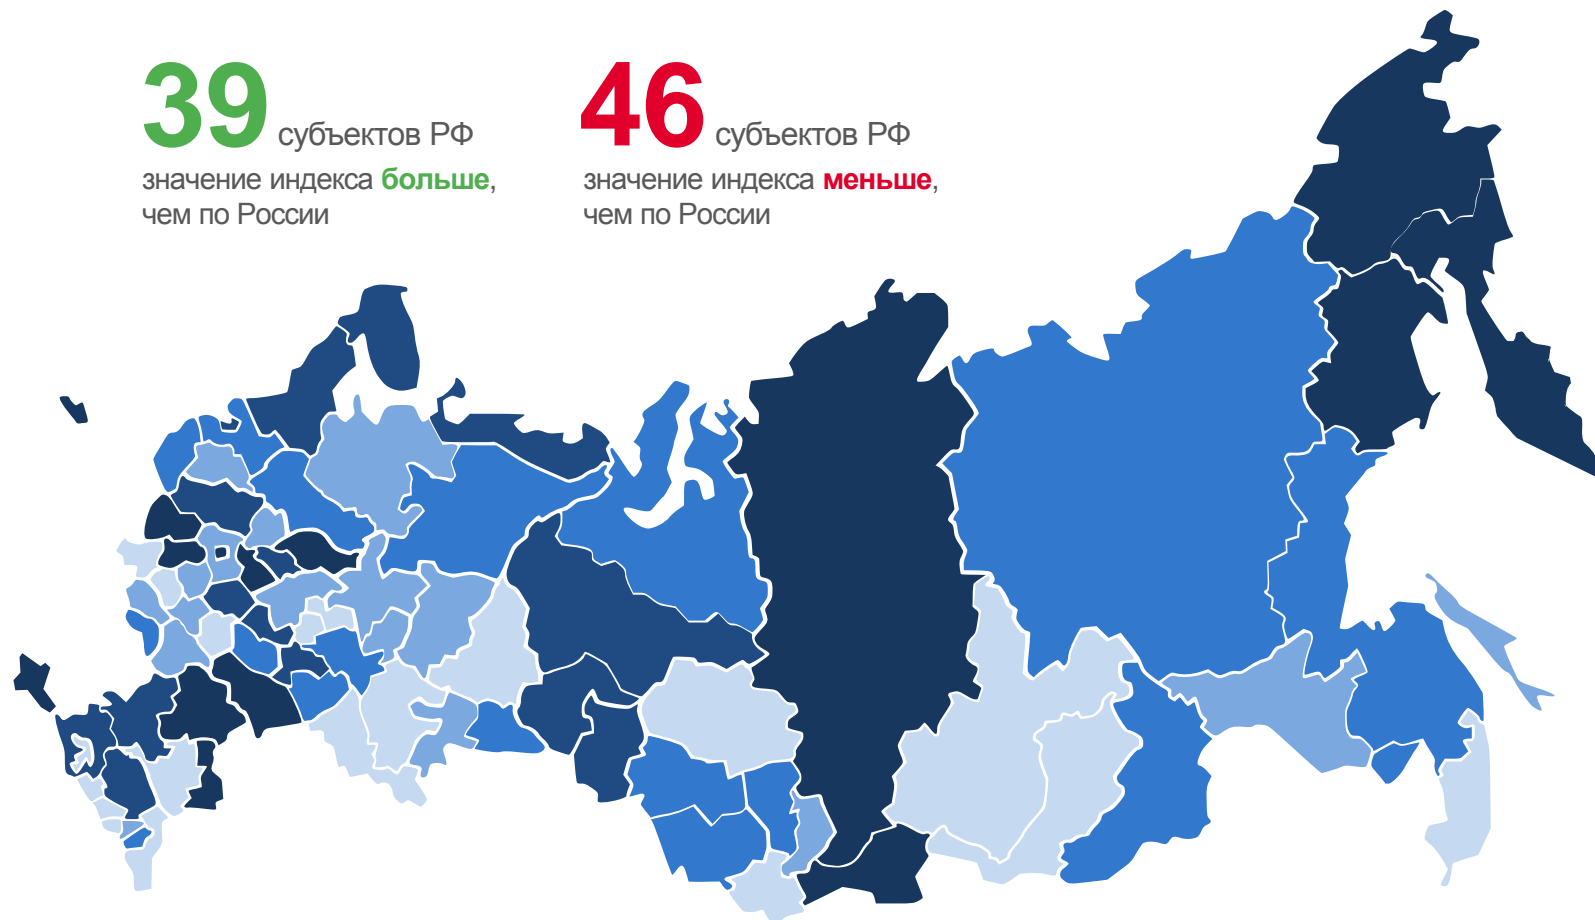 39 субъектов РФ
значение индекса больше,
чем по России
46 субъектов РФ
значение индекса меньше,
чем по России